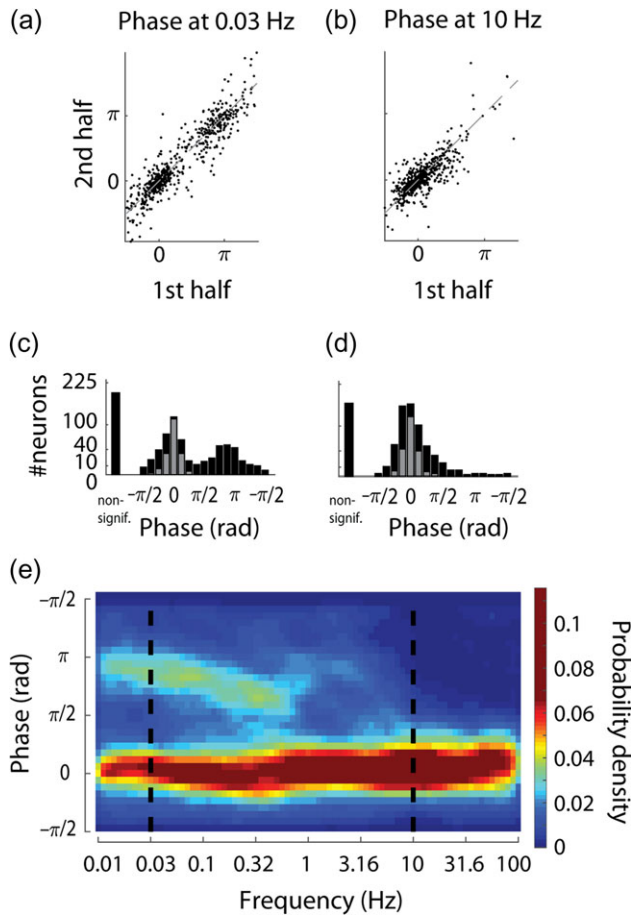 (a)
Phase at 0.03 Hz
(b)
Phase at 10 Hz
2nd half
π
0
0
π
1st half
0
π
1st half
(c)
(d)
#neurons
225
100
40
10
0
non-
signif.
−π/2 0 π/2 π −π/2
Phase (rad)
non-
signif.
−π/2 0 π/2 π −π/2
Phase (rad)
(e)
Phase (rad)
−π/2
π
π/2
0
−π/2
0.01 0.03 0.1 0.32 1 3.16 10 31.6 100
Frequency (Hz)
0.1
0.08
0.06
0.04
0.02
0
Probability density